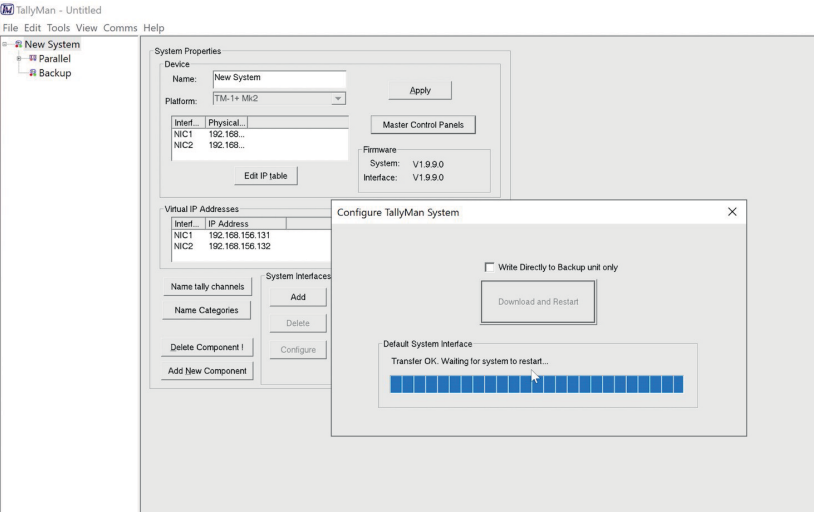 TallyMan - Untitled
File Edit Tools View Comms Help
New System
Parallel
Backup
System Properties
Device
Name: New System
Platform: TM-1+ Mk2
Apply
Interf... Physical...
NIC1 192.168...
NIC2 192.168...
Master Control Panels
Edit IP table
Firmware
System: V1.9.9.0
Interface: V1.9.9.0
Virtual IP Addresses
Interf... IP Address
NIC1 192.168.156.131
NIC2 192.168.156.132
Name tally channels
Name Categories
Delete Component !
Add New Component
System Interfaces
Add
Delete
Configure
Configure TallyMan System
Write Directly to Backup unit only
Download and Restart
Default System Interface
Transfer OK. Waiting for system to restart...